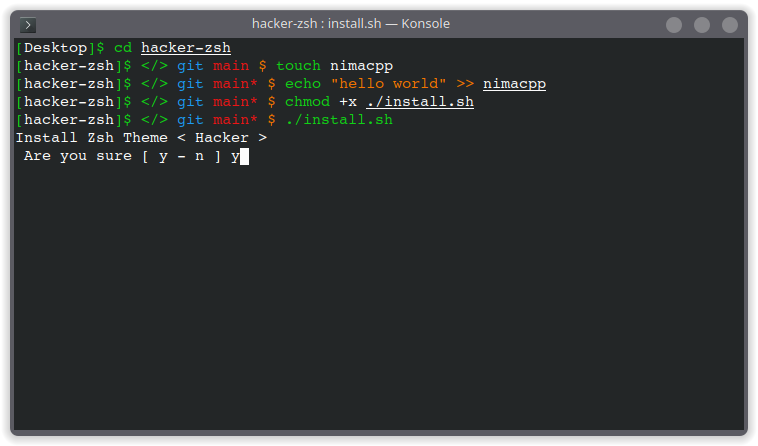 hacker-zsh : install.sh — Konsole
[Desktop]$ cd hacker-zsh
[hacker-zsh]$ </> git main $ touch nimacpp
[hacker-zsh]$ </> git main* $ echo "hello world" >> nimacpp
[hacker-zsh]$ </> git main* $ chmod +x ./install.sh
[hacker-zsh]$ </> git main* $ ./install.sh
Install Zsh Theme < Hacker >
 Are you sure [ y - n ] y